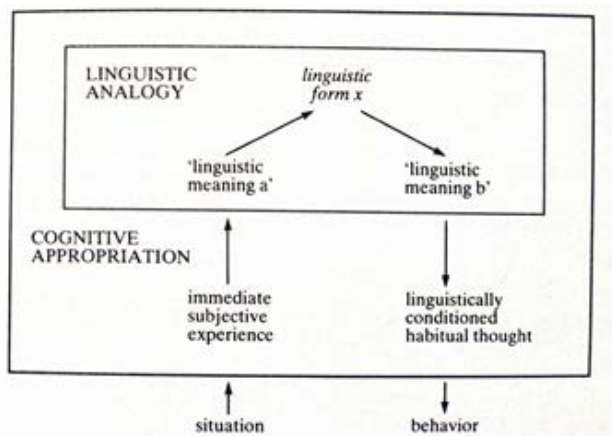 LINGUISTIC
ANALOGY
linguistic
form x
'linguistic
meaning a'
'linguistic
meaning b'
COGNITIVE
APPROPRIATION
immediate
subjective
experience
linguistically
conditioned
habitual thought
situation
behavior